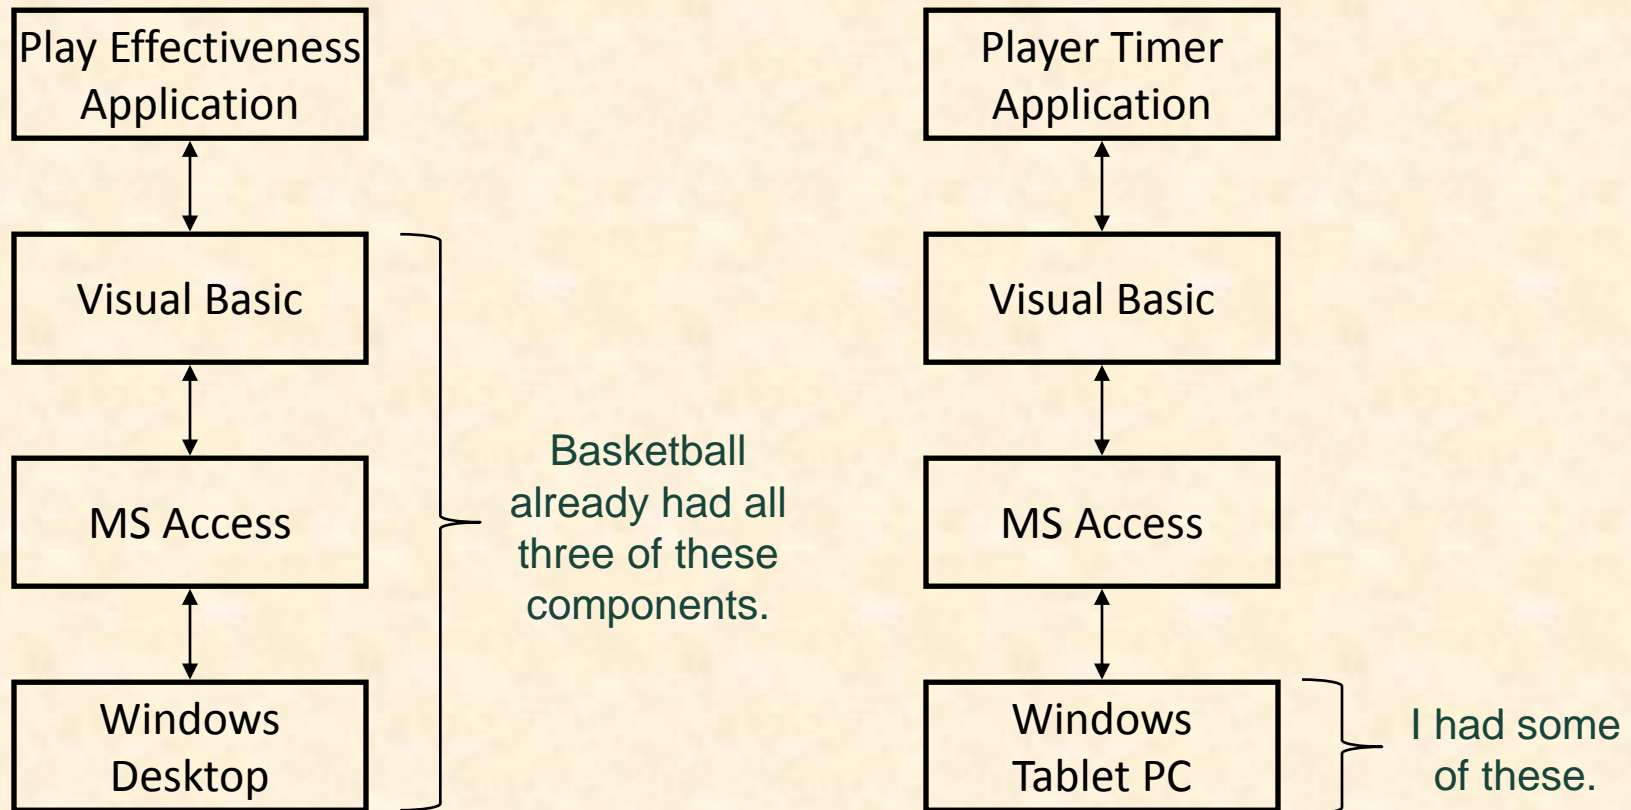 Play Effectiveness
Application
Visual Basic
MS Access
Windows
Desktop
Basketball
already had all
three of these
components.
Player Timer
Application
Visual Basic
MS Access
Windows
Tablet PC
I had some
of these.